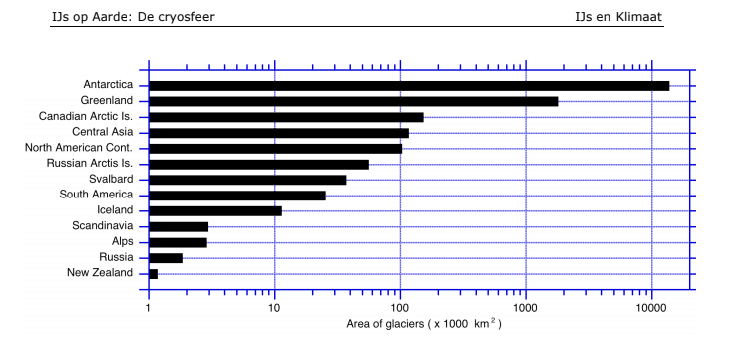 IJs op Aarde: De cryosfeer IJs en Klimaat
Antarctica
Greenland
Canadian Arctic Is.
Central Asia
North American Cont.
Russian Arctis Is.
Svalbard
South America
Iceland
Scandinavia
Alps
Russia
New Zealand
1 10 100 1000 10000
Area of glaciers ( x 1000 km²)